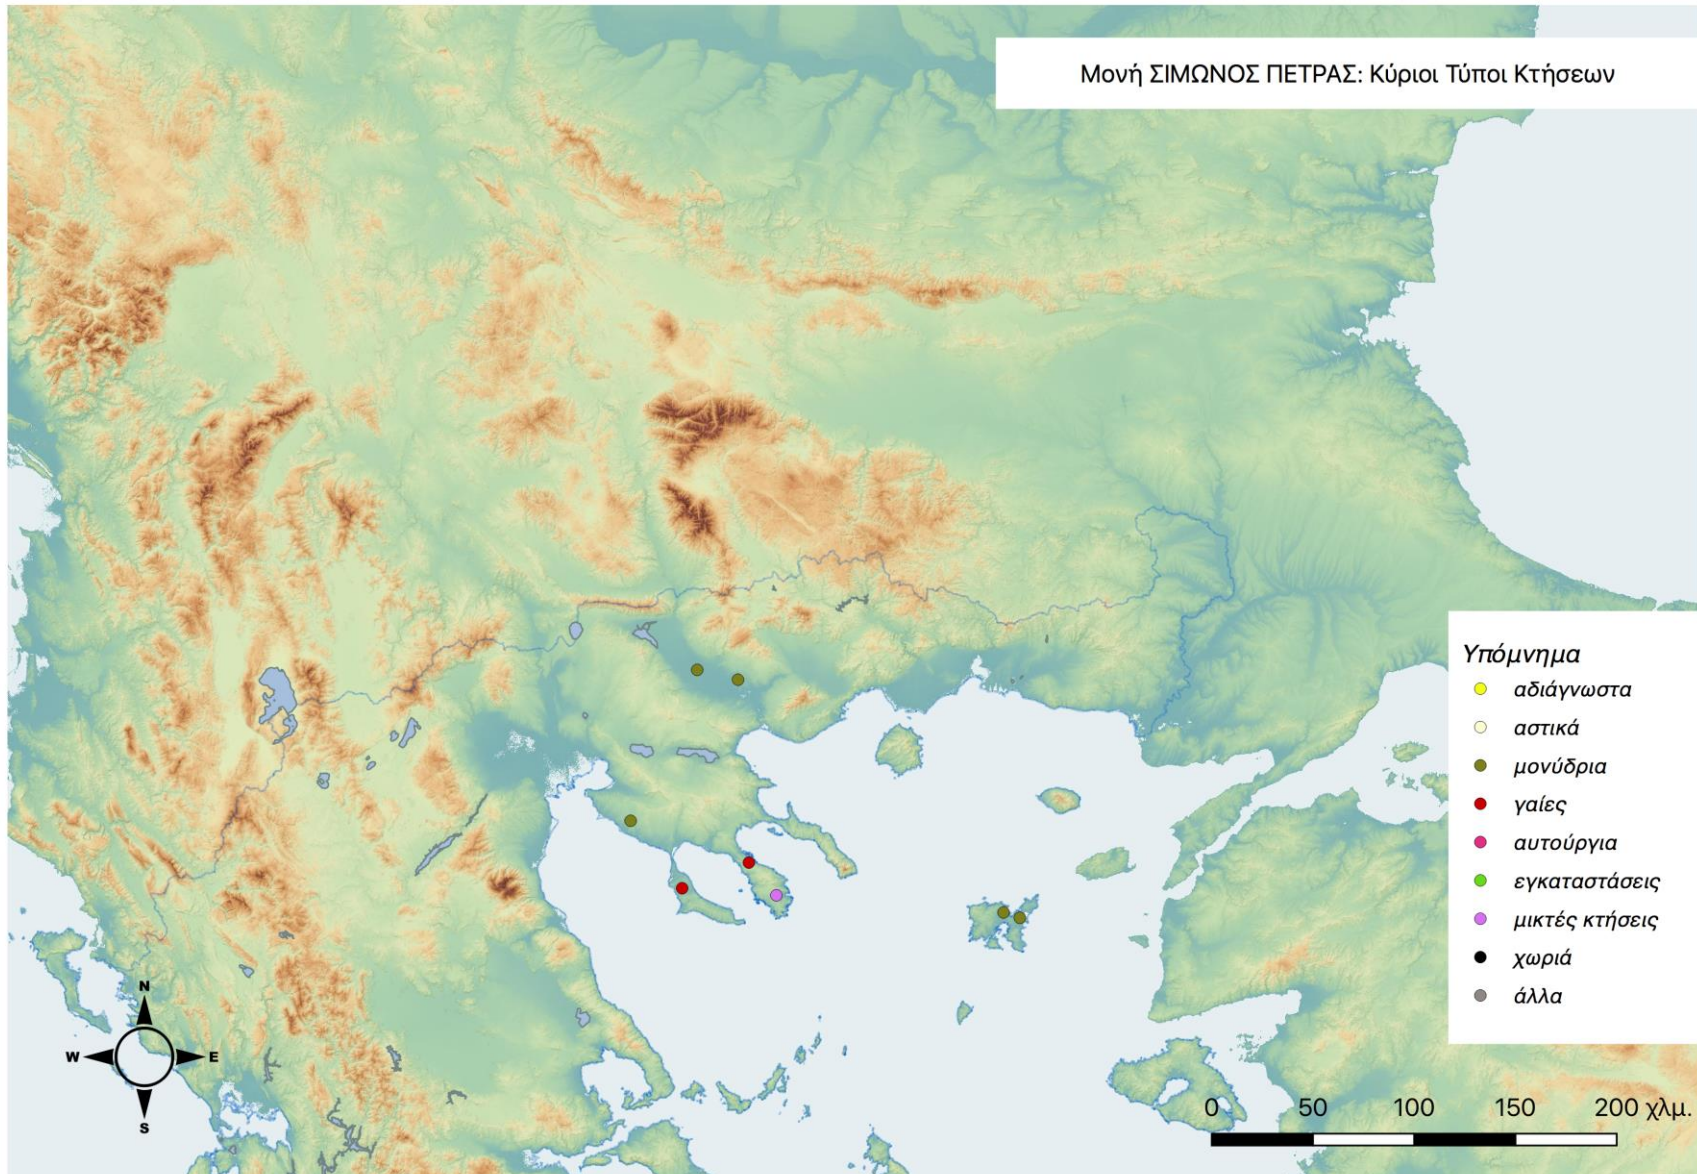 Μονή ΣΙΜΩΝΟΣ ΠΕΤΡΑΣ: Κύριοι Τύποι Κτήσεων
Υπόμνημα
αδιάγνωστα
αστικά
μονύδρια
γαίες
αυτούργια
εγκαταστάσεις
μικτές κτήσεις
χωριά
άλλα
N
W E
S
0 50 100 150 200 χλμ.